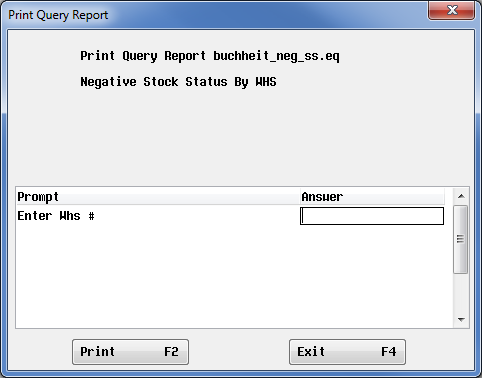 Print Query Report
Print Query Report buchheit_neg_ss.eq
Negative Stock Status By WHS
Prompt Answer
Enter Whs #
Print F2 Exit F4